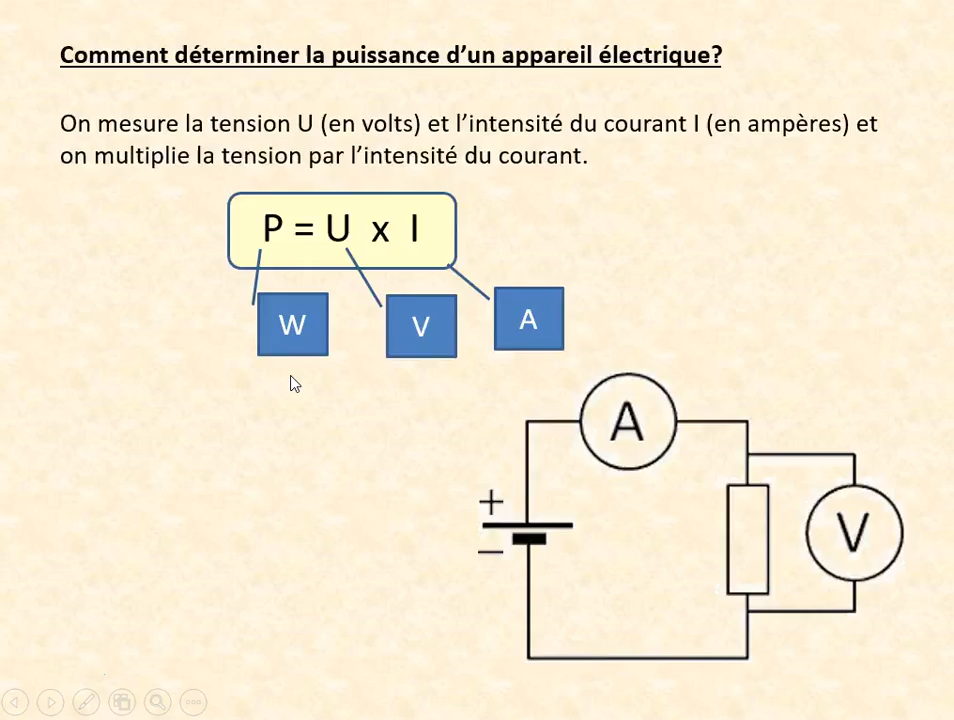 Comment déterminer la puissance d’un appareil électrique?
On mesure la tension U (en volts) et l’intensité du courant I (en ampères) et
on multiplie la tension par l’intensité du courant.
P = U x I
W V A
A
+
V
–